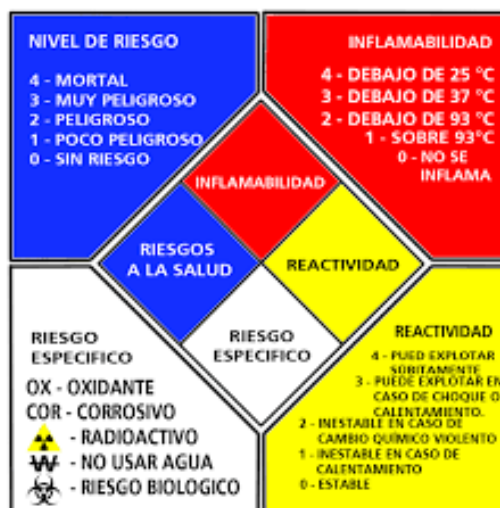 NIVEL DE RIESGO
4 - MORTAL
3 - MUY PELIGROSO
2 - PELIGROSO
1 - POCO PELIGROSO
0 - SIN RIESGO
INFLAMABILIDAD
4 - DEBAJO DE 25 °C
3 - DEBAJO DE 37 °C
2 - DEBAJO DE 93 °C
1 - SOBRE 93°C
0 - NO SE
INFLAMA
INFLAMABILIDAD
RIESGOS
A LA SALUD
REACTIVIDAD
RIESGO
ESPECIFICO
RIESGO
ESPECIFICO
OX - OXIDANTE
COR - CORROSIVO
- RADIOACTIVO
W - NO USAR AGUA
- RIESGO BIOLOGICO
REACTIVIDAD
4 - PUED EXPLOTAR
SÚBITAMENTE
3 - PUEDE EXPLOTAR EN
CASO DE CHOQUE O
CALENTAMIENTO.
2 - INESTABLE EN CASO DE
CAMBIO QUÍMICO VIOLENTO
1 - INESTABLE EN CASO DE
CALENTAMIENTO
0 - ESTABLE